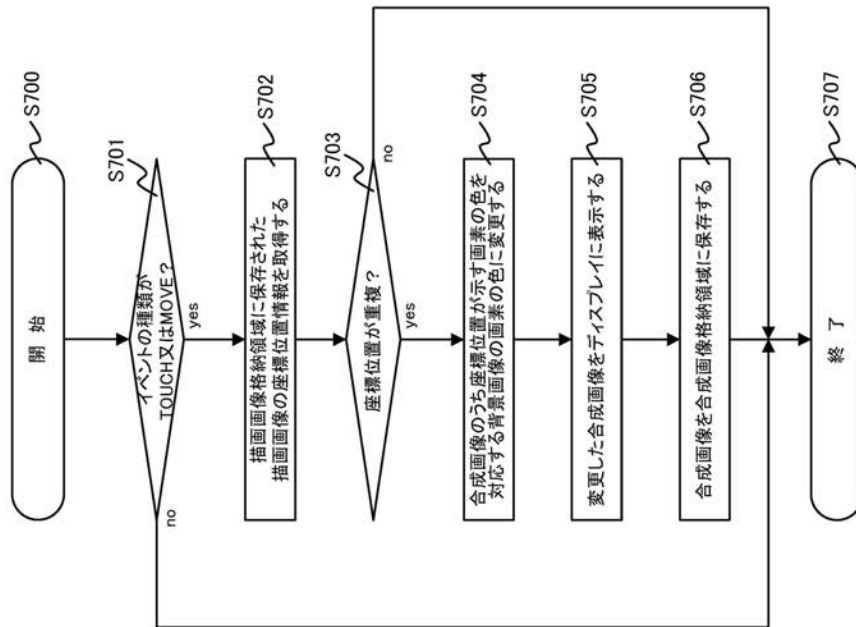 開　始
S700
イベントの種類が
TOUCH又はMOVE？
S701
no
yes
描画画像格納領域に保存された
描画画像の座標位置情報を取得する
S702
座標位置が重複？
S703
no
yes
合成画像のうち座標位置が示す画素の色を
対応する背景画像の画素の色に変更する
S704
変更した合成画像をディスプレイに表示する
S705
合成画像を合成画像格納領域に保存する
S706
終　了
S707